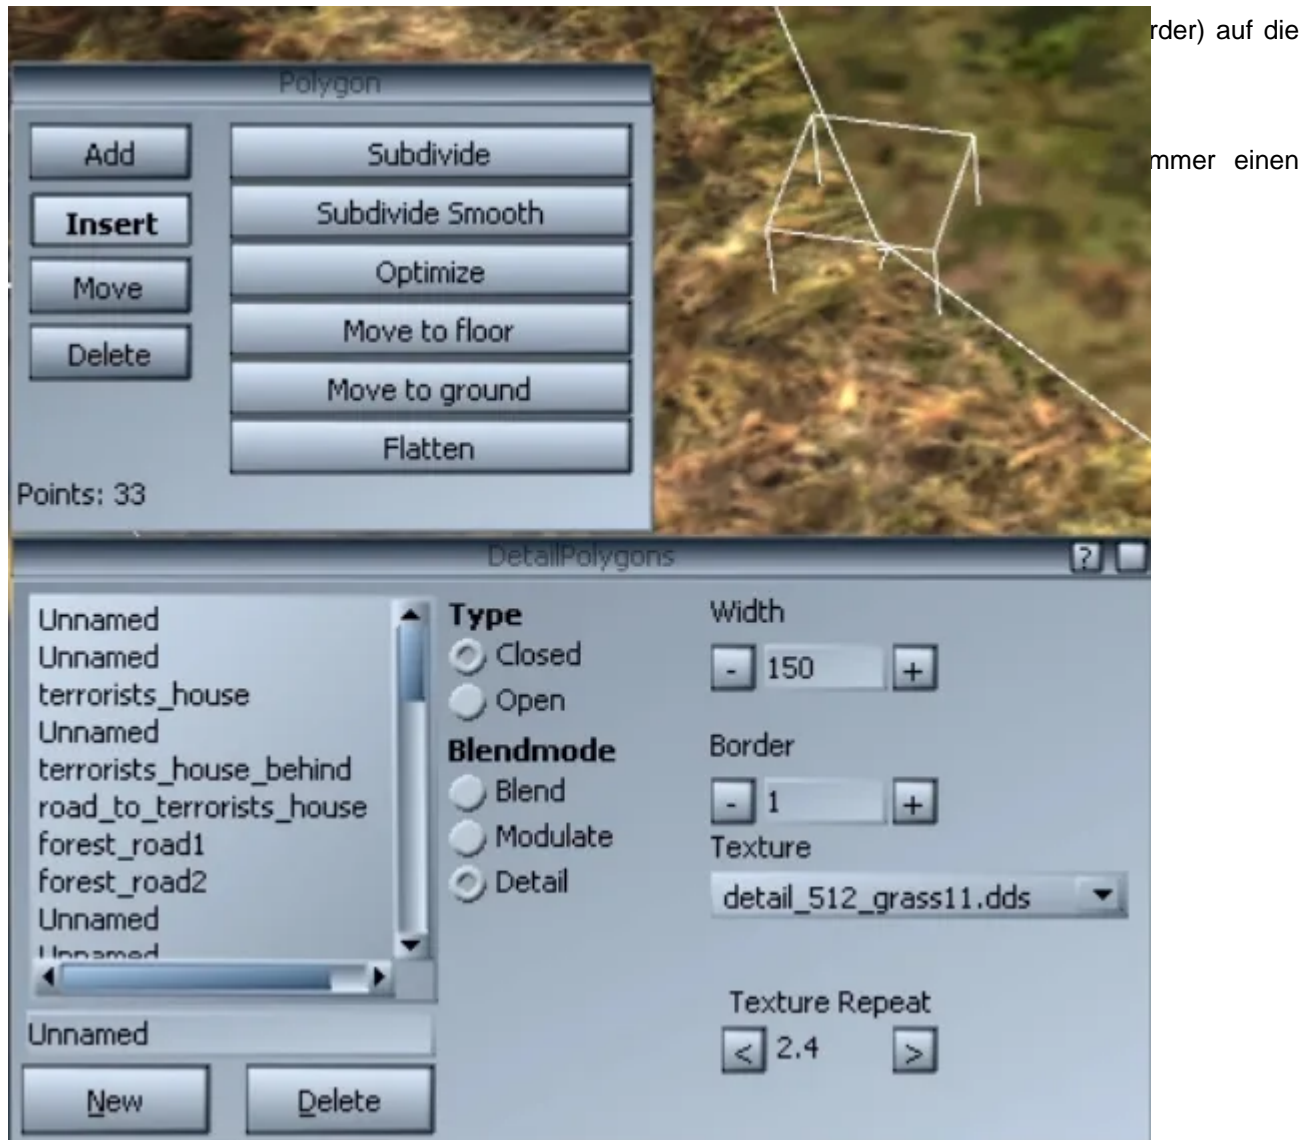 rder) auf die
mmer einen
Polygon
Add
Insert
Move
Delete
Subdivide
Subdivide Smooth
Optimize
Move to floor
Move to ground
Flatten
Points: 33
DetailPolygons
?
Unnamed
Unnamed
terrorists_house
Unnamed
terrorists_house_behind
road_to_terrorists_house
forest_road1
forest_road2
Unnamed
Unnamed
Unnamed
New
Delete
Type
Closed
Open
Blendmode
Blend
Modulate
Detail
Width
- 150 +
Border
- 1 +
Texture
detail_512_grass11.dds
Texture Repeat
< 2.4 >